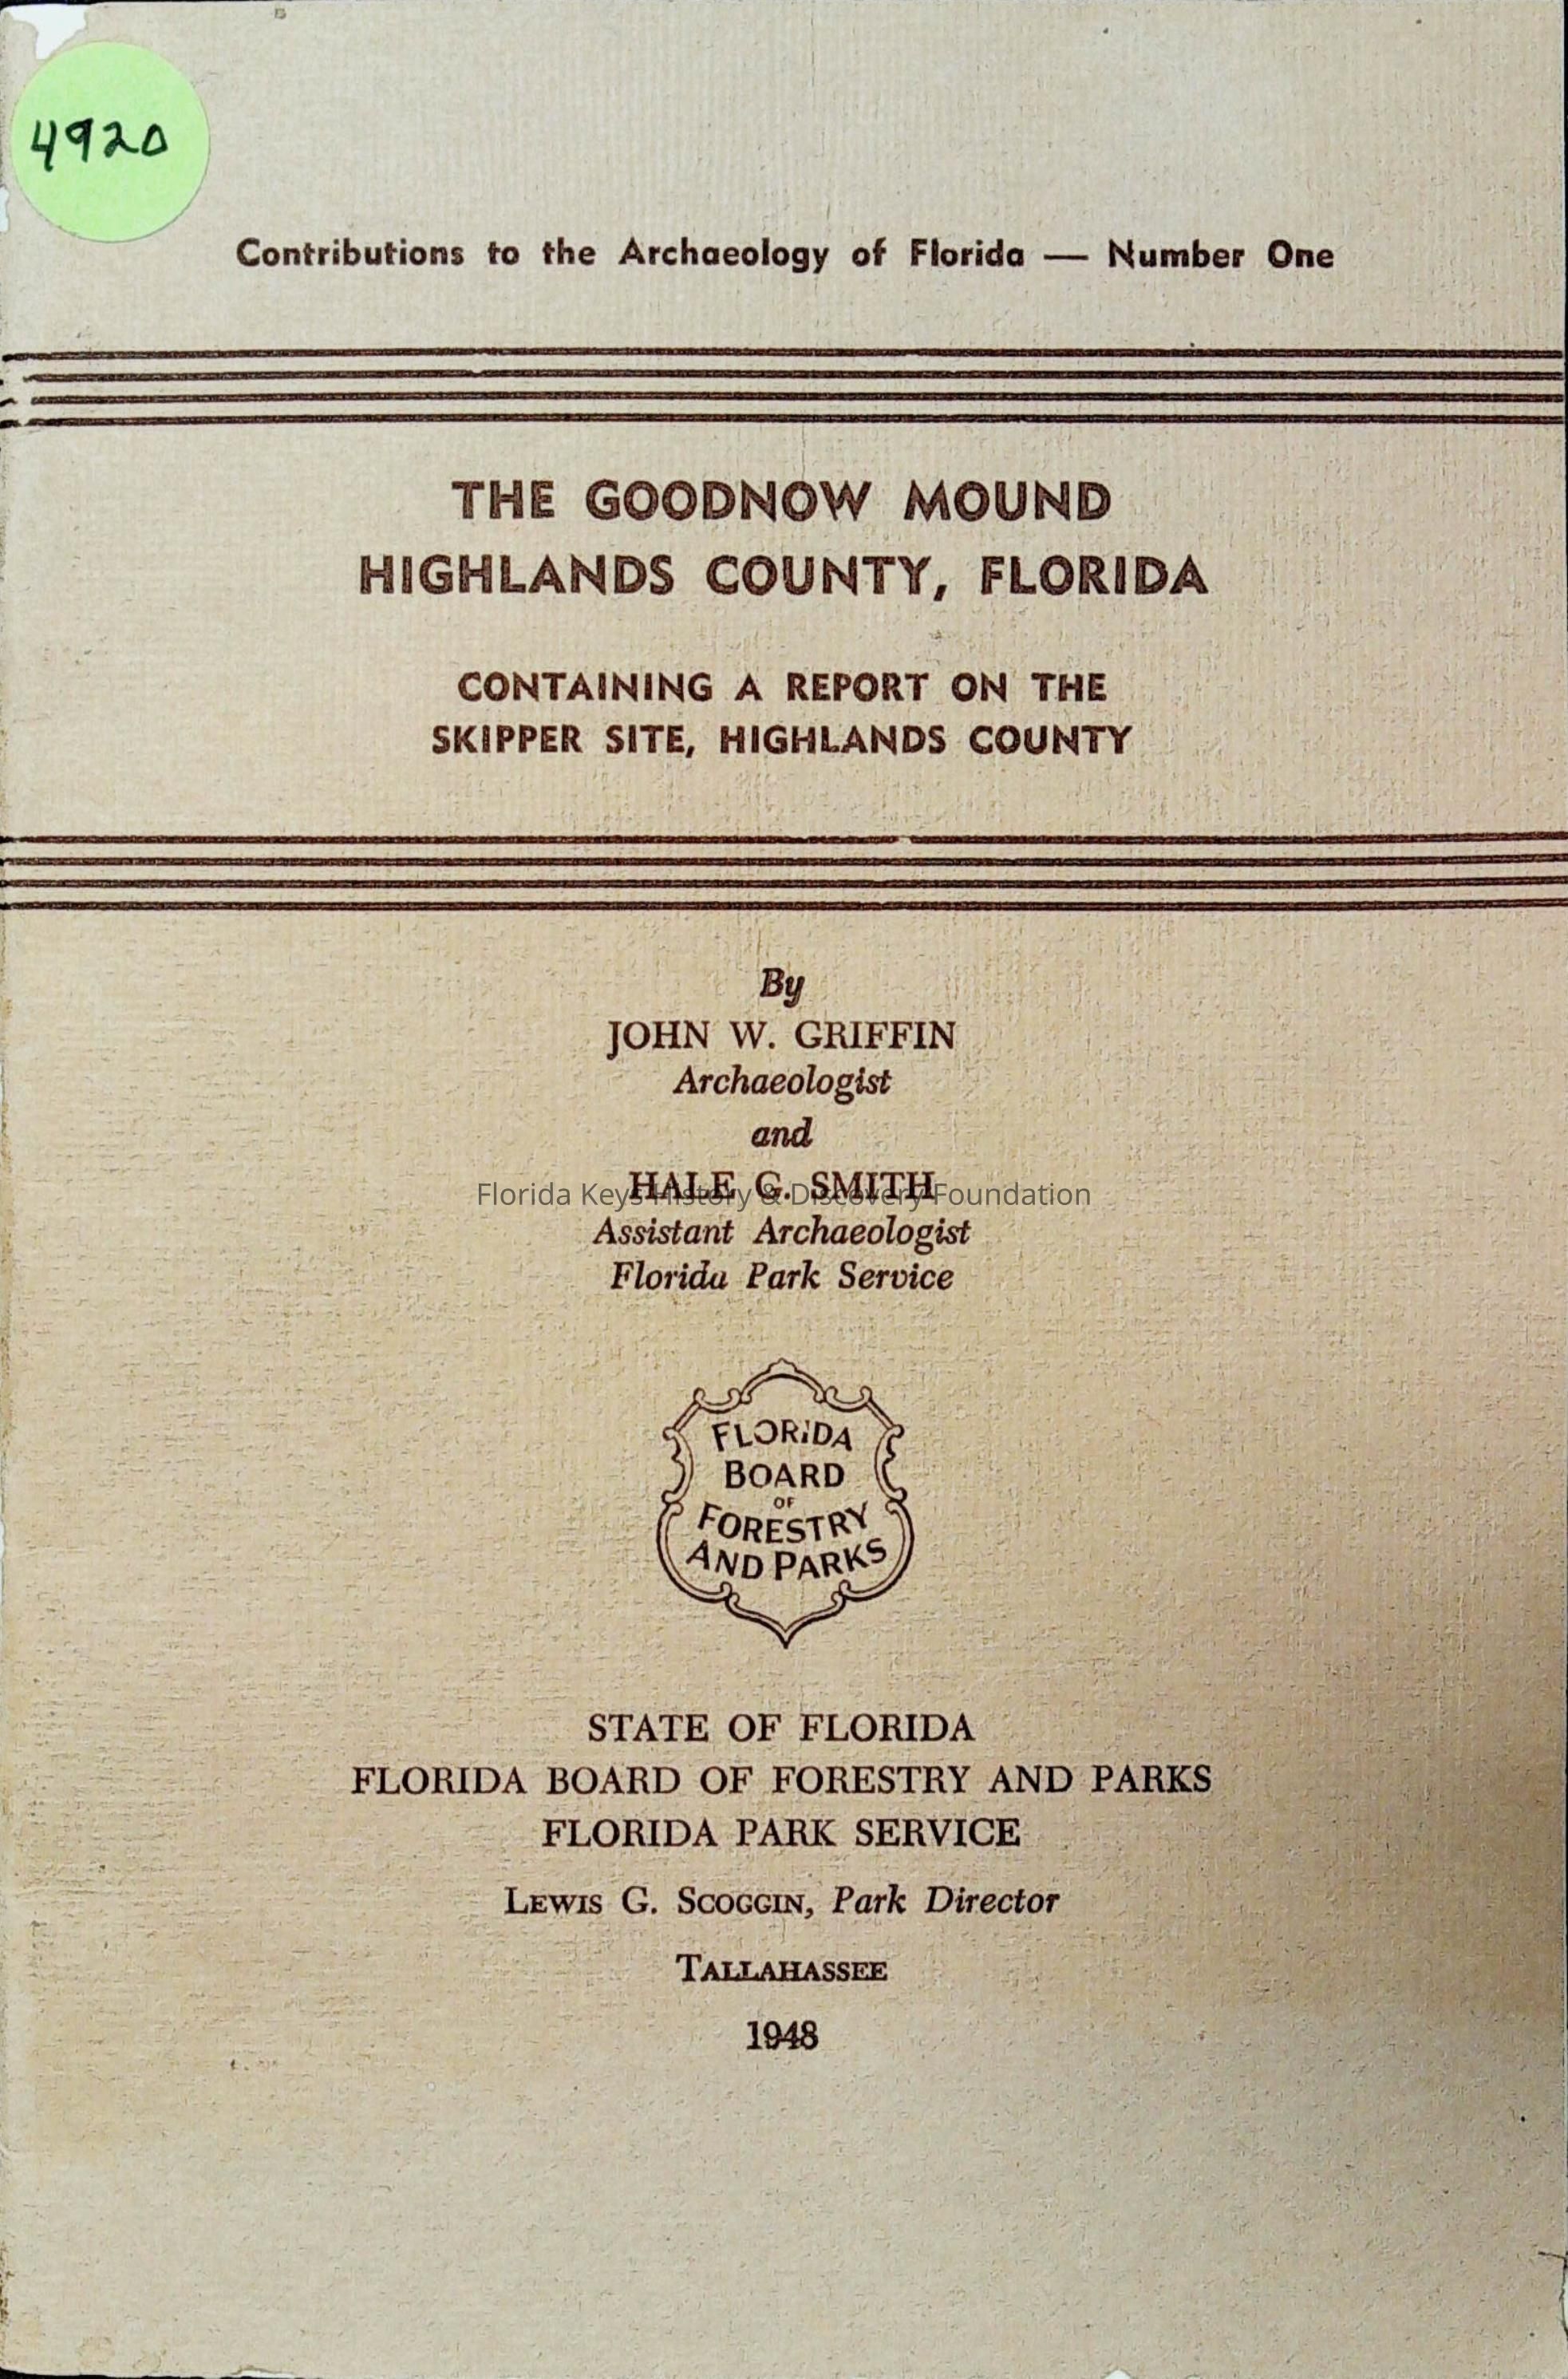 4920
Contributions to the Archaeology of Florida — Number One
THE GOODNOW MOUND
HIGHLANDS COUNTY, FLORIDA
CONTAINING A REPORT ON THE
SKIPPER SITE, HIGHLANDS COUNTY
By
JOHN W. GRIFFIN
Archaeologist
and
HALE G. SMITH
Florida Keys History & Discovery Foundation
Assistant Archaeologist
Florida Park Service
FLORIDA
BOARD
OF
FORESTRY
AND PARKS
STATE OF FLORIDA
FLORIDA BOARD OF FORESTRY AND PARKS
FLORIDA PARK SERVICE
LEWIS G. SCOGGIN, Park Director
TALLAHASSEE
1948